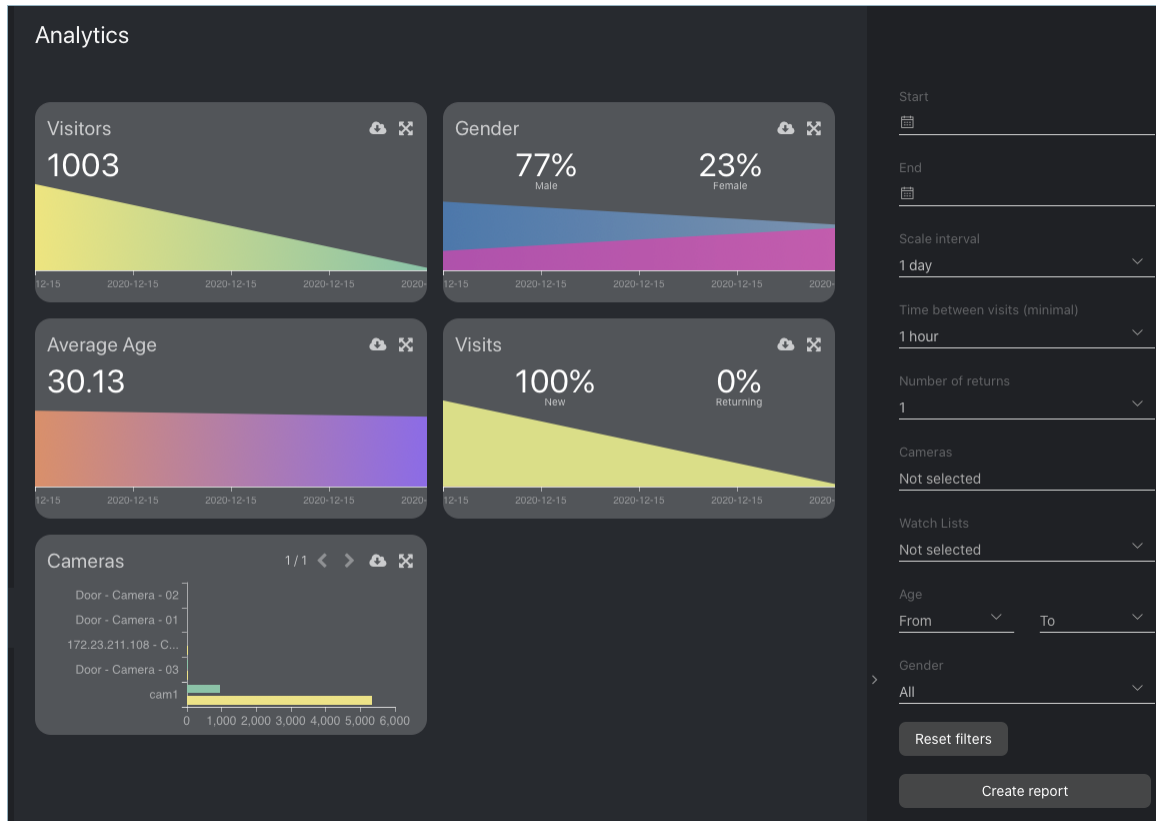 Analytics
Visitors
1003
12-15 2020-12-15 2020-12-15 2020-12-15 2020-
Gender
77% 23%
Male Female
12-15 2020-12-15 2020-12-15 2020-12-15 2020-
Average Age
30.13
12-15 2020-12-15 2020-12-15 2020-12-15 2020-
Visits
100% 0%
New Returning
12-15 2020-12-15 2020-12-15 2020-12-15 2020-
Cameras 1 / 1
Door - Camera - 02
Door - Camera - 01
172.23.211.108 - C...
Door - Camera - 03
cam1
0 1,000 2,000 3,000 4,000 5,000 6,000
Start
End
Scale interval
1 day
Time between visits (minimal)
1 hour
Number of returns
1
Cameras
Not selected
Watch Lists
Not selected
Age
From To
Gender
All
Reset filters
Create report